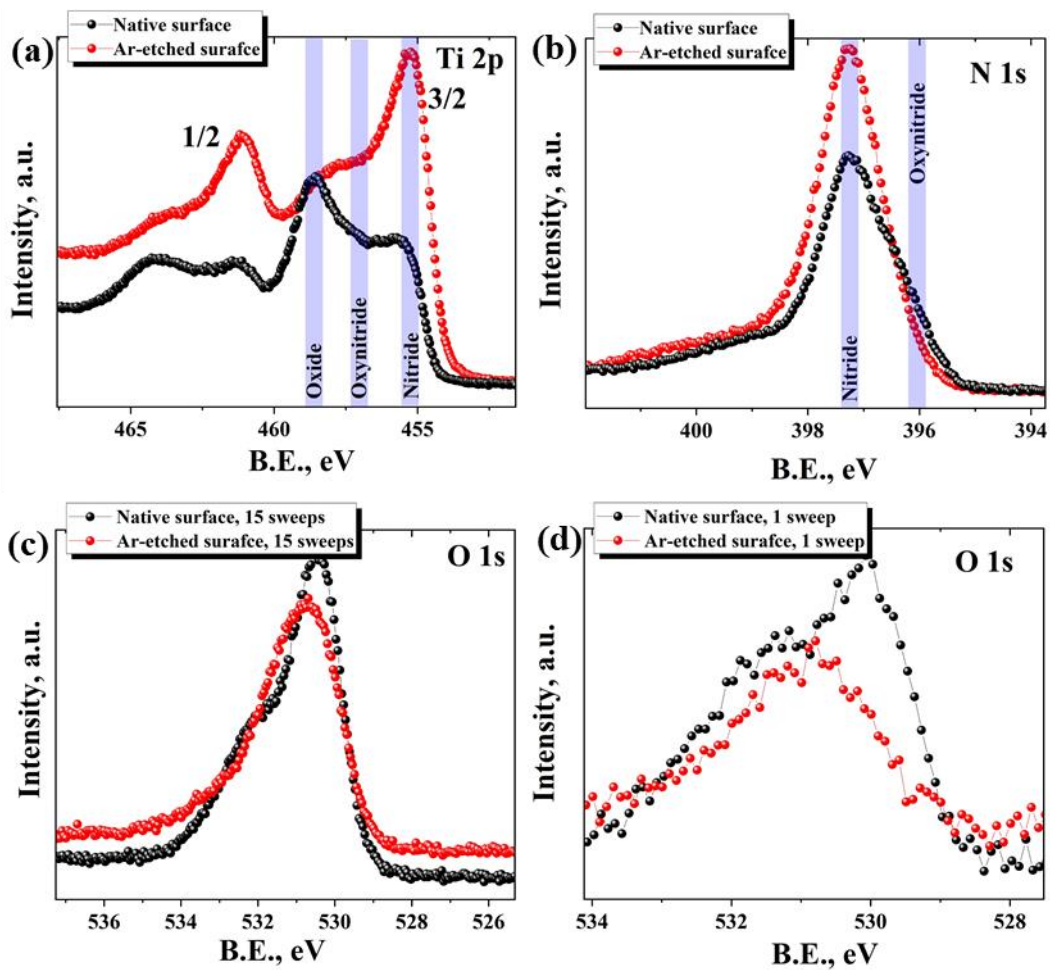 (a)
Native surface
Ar-etched surafce
Ti 2p
3/2
1/2
Oxide
Oxynitride
Nitride
Intensity, a.u.
465
460
455
B.E., eV
(b)
Native surface
Ar-etched surafce
N 1s
Nitride
Oxynitride
Intensity, a.u.
400
398
396
394
B.E., eV
(c)
Native surface, 15 sweeps
Ar-etched surafce, 15 sweeps
O 1s
Intensity, a.u.
536
534
532
530
528
526
B.E., eV
(d)
Native surface, 1 sweep
Ar-etched surafce, 1 sweep
O 1s
Intensity, a.u.
534
532
530
528
B.E., eV